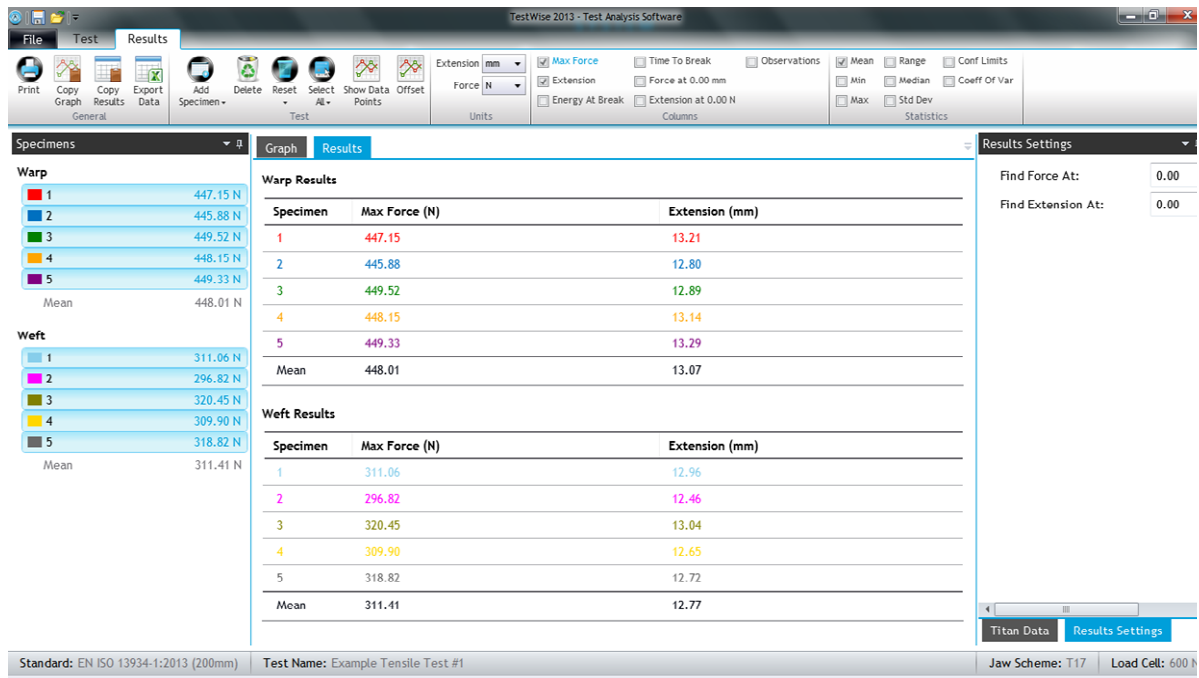 TestWise 2013 - Test Analysis Software
File Test Results
Print Copy Graph Copy Results Export Data
General
Add Specimen Delete Reset Select All Show Data Points Offset
Test
Extension mm
Force N
Units
Max Force Time To Break Observations
Extension Force at 0.00 mm
Energy At Break Extension at 0.00 N
Columns
Mean Range Conf Limits
Min Median Coeff Of Var
Max Std Dev
Statistics
Specimens
Warp
1 447.15 N
2 445.88 N
3 449.52 N
4 448.15 N
5 449.33 N
Mean 448.01 N
Weft
1 311.06 N
2 296.82 N
3 320.45 N
4 309.90 N
5 318.82 N
Mean 311.41 N
Graph Results
Warp Results
Specimen Max Force (N) Extension (mm)
1 447.15 13.21
2 445.88 12.80
3 449.52 12.89
4 448.15 13.14
5 449.33 13.29
Mean 448.01 13.07
Weft Results
Specimen Max Force (N) Extension (mm)
1 311.06 12.96
2 296.82 12.46
3 320.45 13.04
4 309.90 12.65
5 318.82 12.72
Mean 311.41 12.77
Results Settings
Find Force At: 0.00
Find Extension At: 0.00
Titan Data Results Settings
Standard: EN ISO 13934-1:2013 (200mm) Test Name: Example Tensile Test #1 Jaw Scheme: T17 Load Cell: 600 N